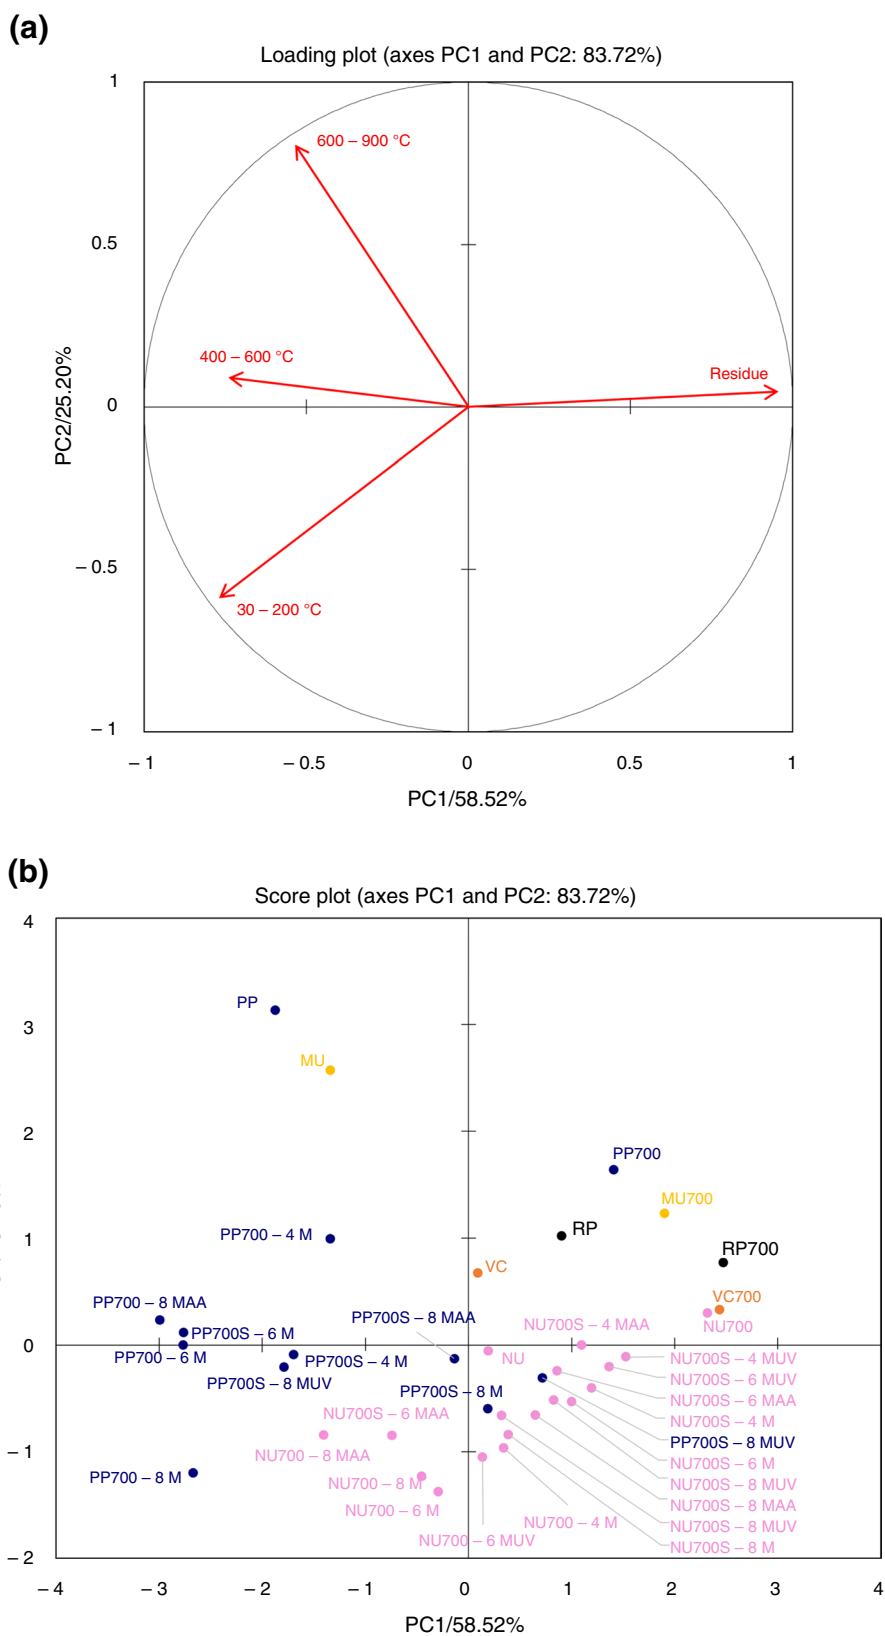 (a)
Loading plot (axes PC1 and PC2: 83.72%)
1
600 – 900 °C
0.5
400 – 600 °C
Residue
0
PC2/25.20%
– 0.5
30 – 200 °C
– 1
– 1 – 0.5 0 0.5 1
PC1/58.52%
(b)
Score plot (axes PC1 and PC2: 83.72%)
4
PP
3
MU
2
PP700
MU700
PP700 – 4 M
RP
1
RP700
VC
VC700
PP700 – 8 MAA
PP700S – 8 MAA
NU700S – 4 MAA
NU700
PP700S – 6 M
0
PP700 – 6 M
PP700S – 4 M
NU
NU700S – 4 MUV
PP700S – 8 MUV
NU700S – 6 MUV
PP700S – 8 M
NU700S – 6 MAA
NU700S – 6 MAA
NU700S – 4 M
PP700S – 8 MUV
– 1
NU700 – 8 MAA
NU700S – 6 M
PP700 – 8 M
NU700 – 8 M
NU700S – 8 MUV
NU700S – 8 MAA
NU700 – 6 M
NU700 – 4 M
NU700S – 8 MUV
NU700 – 6 MUV
NU700S – 8 M
– 2
– 4 – 3 – 2 – 1 0 1 2 3 4
PC1/58.52%